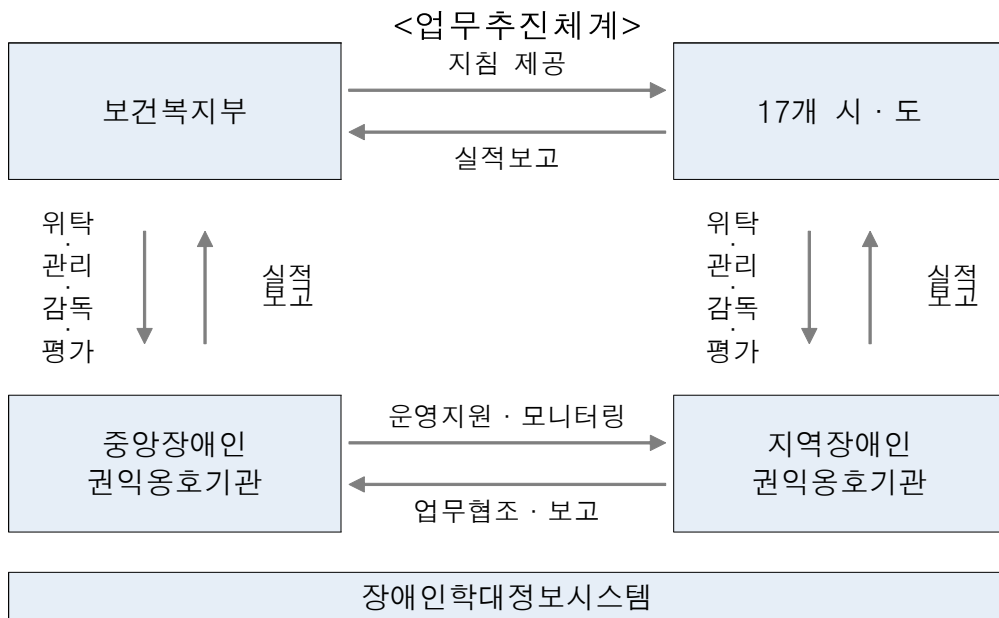 <업무추진체계>
보건복지부
지침 제공
실적보고
17개 시 · 도
위탁
·
관리
·
감독
·
평가
실적
보고
위탁
·
관리
·
감독
·
평가
실적
보고
중앙장애인
권익옹호기관
운영지원 · 모니터링
업무협조 · 보고
지역장애인
권익옹호기관
장애인학대정보시스템